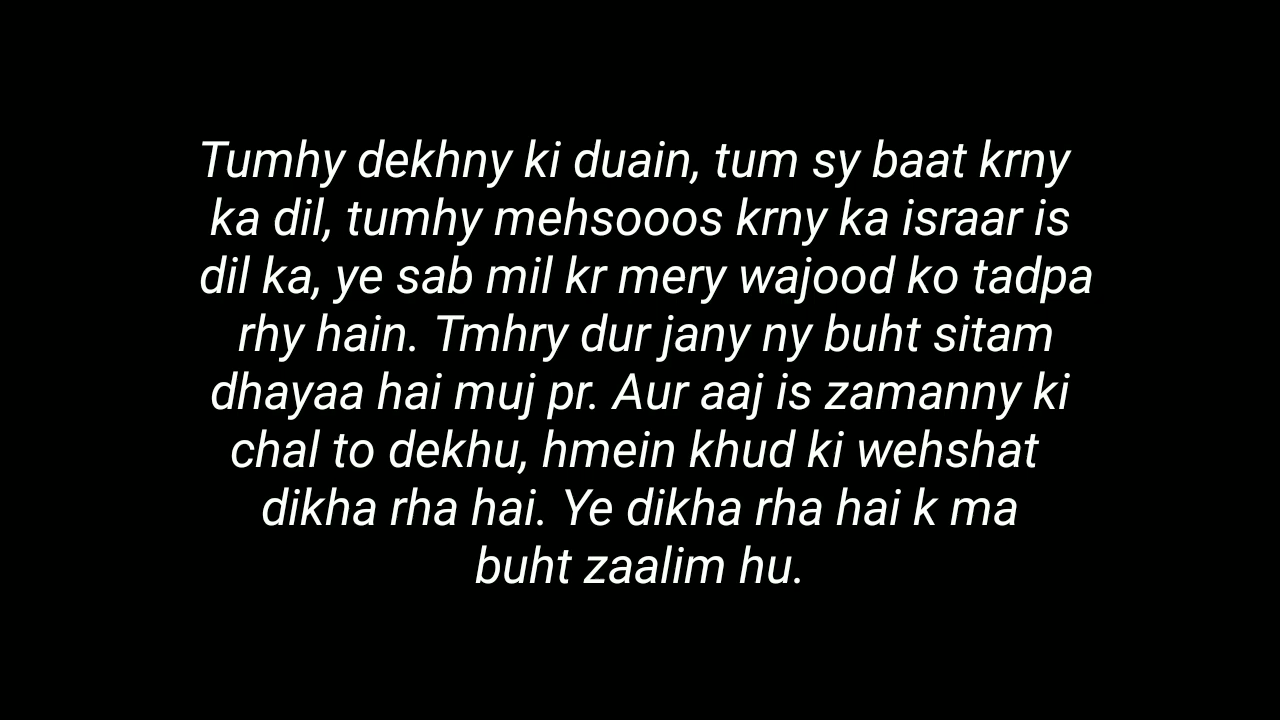 Tumhy dekhny ki duain, tum sy baat krny
ka dil, tumhy mehsooos krny ka israar is
dil ka, ye sab mil kr mery wajood ko tadpa
rhy hain. Tmhry dur jany ny buht sitam
dhayaa hai muj pr. Aur aaj is zamanny ki
chal to dekhu, hmein khud ki wehshat
dikha rha hai. Ye dikha rha hai k ma
buht zaalim hu.